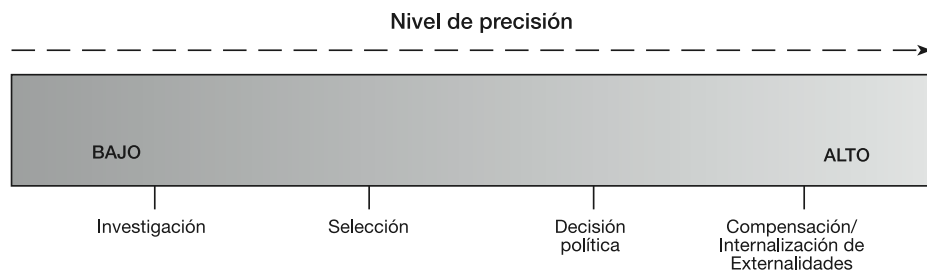 Nivel de precisión
BAJO
ALTO
Investigación
Selección
Decisión
política
Compensación/
Internalización de
Externalidades